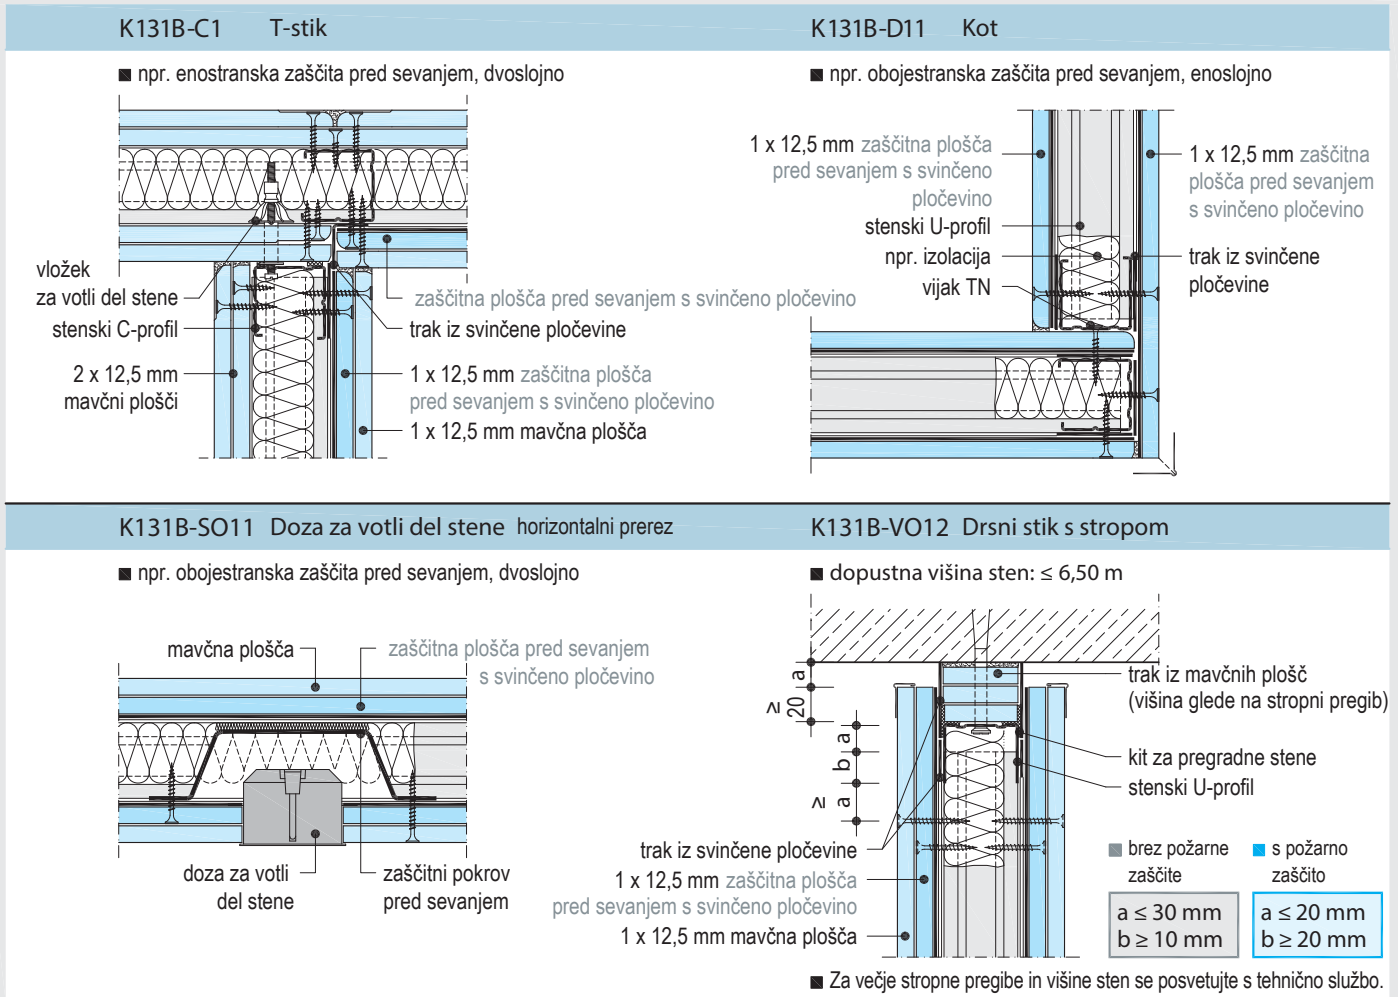 K131B-C1 T-stik
npr. enostranska zaščita pred sevanjem, dvoslojno
vložek
za votli del stene
stenski C-profil
2 x 12,5 mm
mavčni plošči
zaščitna plošča pred sevanjem s svinčeno pločevino
trak iz svinčene pločevine
1 x 12,5 mm zaščitna plošča
pred sevanjem s svinčeno pločevino
1 x 12,5 mm mavčna plošča
K131B-D11 Kot
npr. obojestranska zaščita pred sevanjem, enoslojno
1 x 12,5 mm zaščitna plošča
pred sevanjem s svinčeno
pločevino
stenski U-profil
npr. izolacija
vijak TN
1 x 12,5 mm zaščitna
plošča pred sevanjem
s svinčeno pločevino
trak iz svinčene
pločevine
K131B-SO11 Doza za votli del stene horizontalni prerez
npr. obojestranska zaščita pred sevanjem, dvoslojno
mavčna plošča
zaščitna plošča pred sevanjem
s svinčeno pločevino
doza za votli
del stene
zaščitni pokrov
pred sevanjem
K131B-VO12 Drsni stik s stropom
dopustna višina sten: ≤ 6,50 m
a
≥
20
a
b
≥
a
trak iz mavčnih plošč
(višina glede na stropni pregib)
kit za pregradne stene
stenski U-profil
trak iz svinčene pločevine
1 x 12,5 mm zaščitna plošča
pred sevanjem s svinčeno pločevino
1 x 12,5 mm mavčna plošča
brez požarne
zaščite
a ≤ 30 mm
b ≥ 10 mm
s požarno
zaščito
a ≤ 20 mm
b ≥ 20 mm
Za večje stropne pregibe in višine sten se posvetujte s tehnično službo.